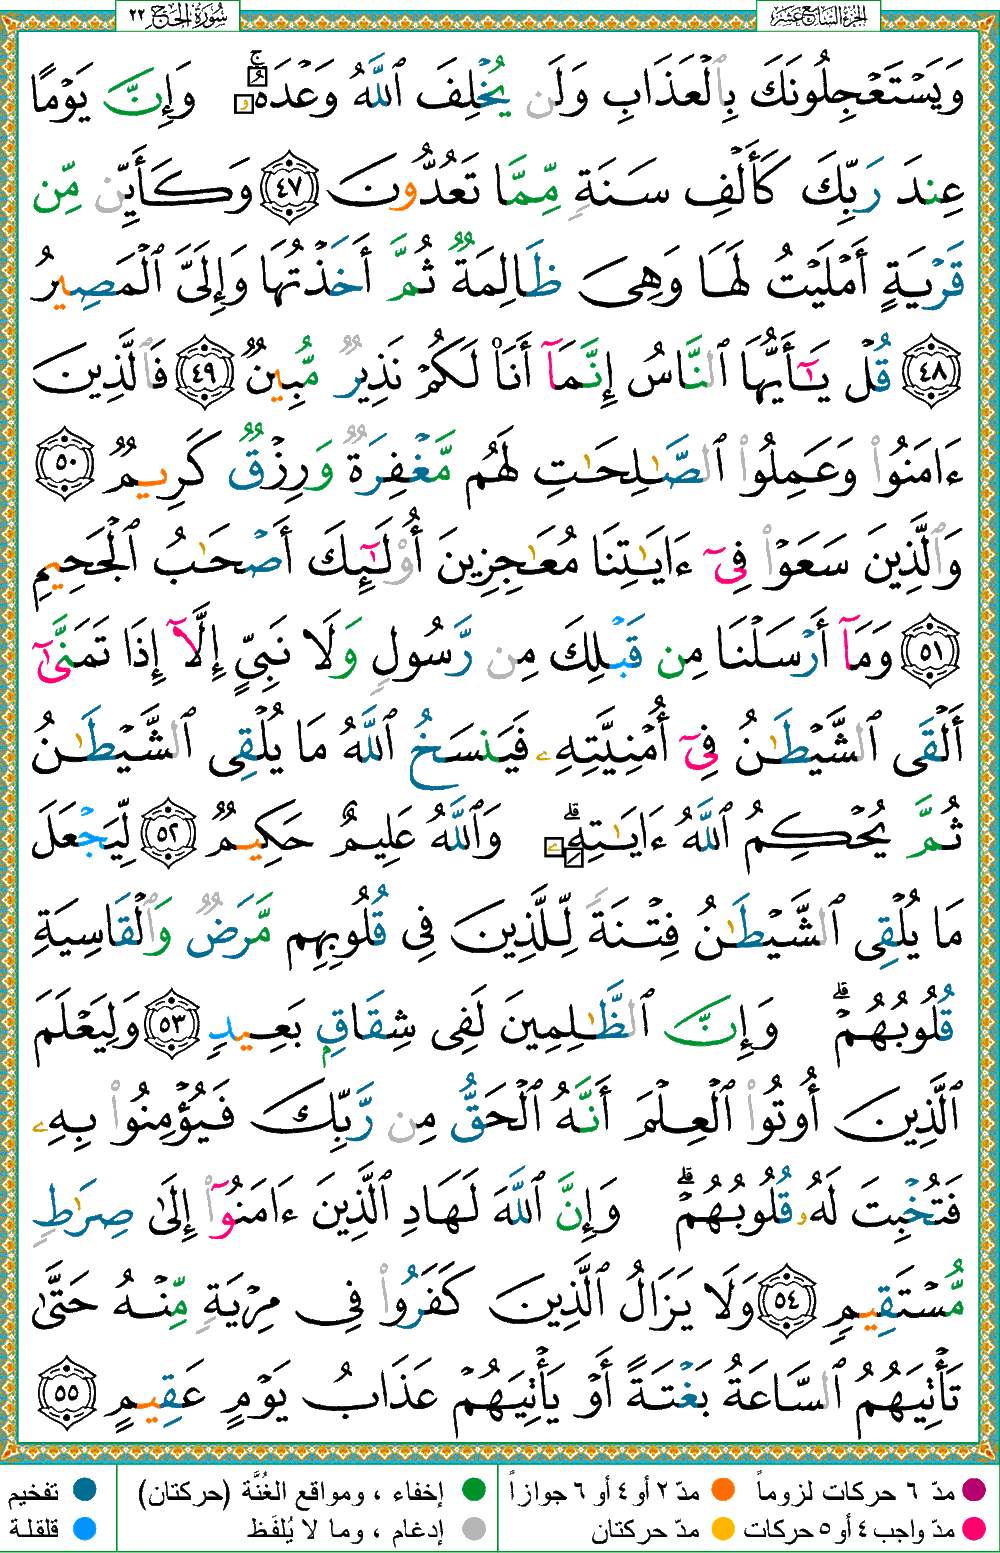 الجزء السابع عشر
سُورَةُ الحَجِّ ٢٢
وَيَسْتَعْجِلُونَكَ بِٱلْعَذَابِ وَلَن يُخْلِفَ ٱللَّهُ وَعْدَهُۥ ۚ وَإِنَّ يَوْمًا
عِندَ رَبِّكَ كَأَلْفِ سَنَةٍ مِّمَّا تَعُدُّونَ ٤٧ وَكَأَيِّن مِّن
قَرْيَةٍ أَمْلَيْتُ لَهَا وَهِىَ ظَالِمَةٌ ثُمَّ أَخَذْتُهَا وَإِلَىَّ ٱلْمَصِيرُ
٤٨ قُلْ يَـٰٓأَيُّهَا ٱلنَّاسُ إِنَّمَآ أَنَا۠ لَكُمْ نَذِيرٌ مُّبِينٌ ٤٩ فَٱلَّذِينَ
ءَامَنُوا۟ وَعَمِلُوا۟ ٱلصَّـٰلِحَـٰتِ لَهُم مَّغْفِرَةٌ وَرِزْقٌ كَرِيمٌ ٥٠
وَٱلَّذِينَ سَعَوْا۟ فِىٓ ءَايَـٰتِنَا مُعَـٰجِزِينَ أُو۟لَـٰٓئِكَ أَصْحَـٰبُ ٱلْجَحِيمِ
٥١ وَمَآ أَرْسَلْنَا مِن قَبْلِكَ مِن رَّسُولٍ وَلَا نَبِىٍّ إِلَّآ إِذَا تَمَنَّىٰٓ
أَلْقَى ٱلشَّيْطَـٰنُ فِىٓ أُمْنِيَّتِهِۦ فَيَنسَخُ ٱللَّهُ مَا يُلْقِى ٱلشَّيْطَـٰنُ
ثُمَّ يُحْكِمُ ٱللَّهُ ءَايَـٰتِهِۦ ۗ وَٱللَّهُ عَلِيمٌ حَكِيمٌ ٥٢ لِّيَجْعَلَ
مَا يُلْقِى ٱلشَّيْطَـٰنُ فِتْنَةً لِّلَّذِينَ فِى قُلُوبِهِم مَّرَضٌ وَٱلْقَاسِيَةِ
قُلُوبُهُمْ ۗ وَإِنَّ ٱلظَّـٰلِمِينَ لَفِى شِقَاقٍۭ بَعِيدٍ ٥٣ وَلِيَعْلَمَ
ٱلَّذِينَ أُوتُوا۟ ٱلْعِلْمَ أَنَّهُ ٱلْحَقُّ مِن رَّبِّكَ فَيُؤْمِنُوا۟ بِهِۦ
فَتُخْبِتَ لَهُۥ قُلُوبُهُمْ ۗ وَإِنَّ ٱللَّهَ لَهَادِ ٱلَّذِينَ ءَامَنُوٓا۟ إِلَىٰ صِرَٰطٍ
مُّسْتَقِيمٍ ٥٤ وَلَا يَزَالُ ٱلَّذِينَ كَفَرُوا۟ فِى مِرْيَةٍ مِّنْهُ حَتَّىٰ
تَأْتِيَهُمُ ٱلسَّاعَةُ بَغْتَةً أَوْ يَأْتِيَهُمْ عَذَابُ يَوْمٍ عَقِيمٍ ٥٥
مدّ ٦ حركات لزوماً مدّ ٢ أو ٤ أو ٦ جوازاً إخفاء ، ومواقع الغُنَّة (حركتان) تفخيم
مدّ واجب ٤ أو ٥ حركات مدّ حركتان إدغام ، وما لا يُلفَظ قلقلة